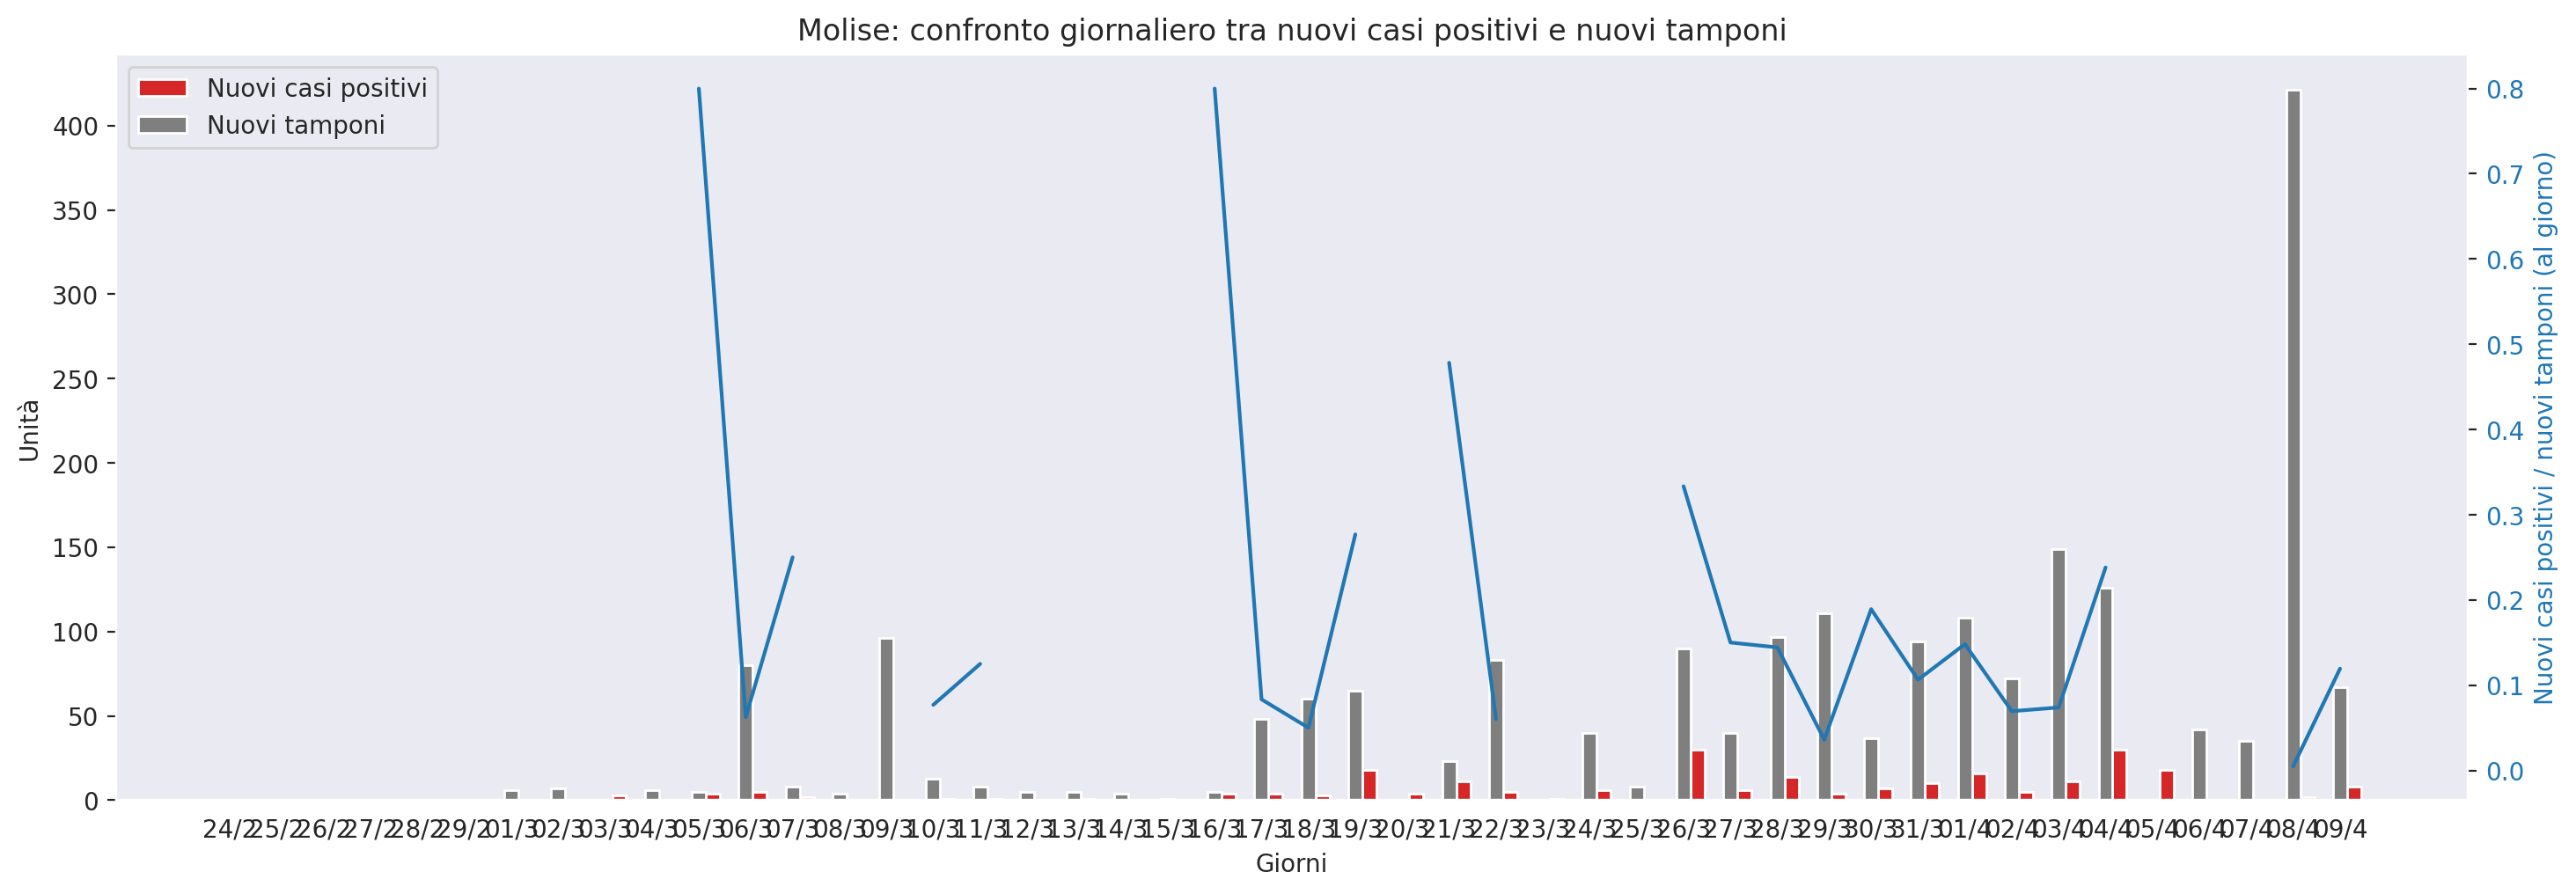 Molise: confronto giornaliero tra nuovi casi positivi e nuovi tamponi
Nuovi casi positivi
Nuovi tamponi
Unità
400
350
300
250
200
150
100
50
0
0.8
0.7
0.6
0.5
0.4
0.3
0.2
0.1
0.0
Nuovi casi positivi / nuovi tamponi (al giorno)
24/2 25/2 26/2 27/2 28/2 29/2 01/3 02/3 03/3 04/3 05/3 06/3 07/3 08/3 09/3 10/3 11/3 12/3 13/3 14/3 15/3 16/3 17/3 18/3 19/3 20/3 21/3 22/3 23/3 24/3 25/3 26/3 27/3 28/3 29/3 30/3 31/3 01/4 02/4 03/4 04/4 05/4 06/4 07/4 08/4 09/4
Giorni